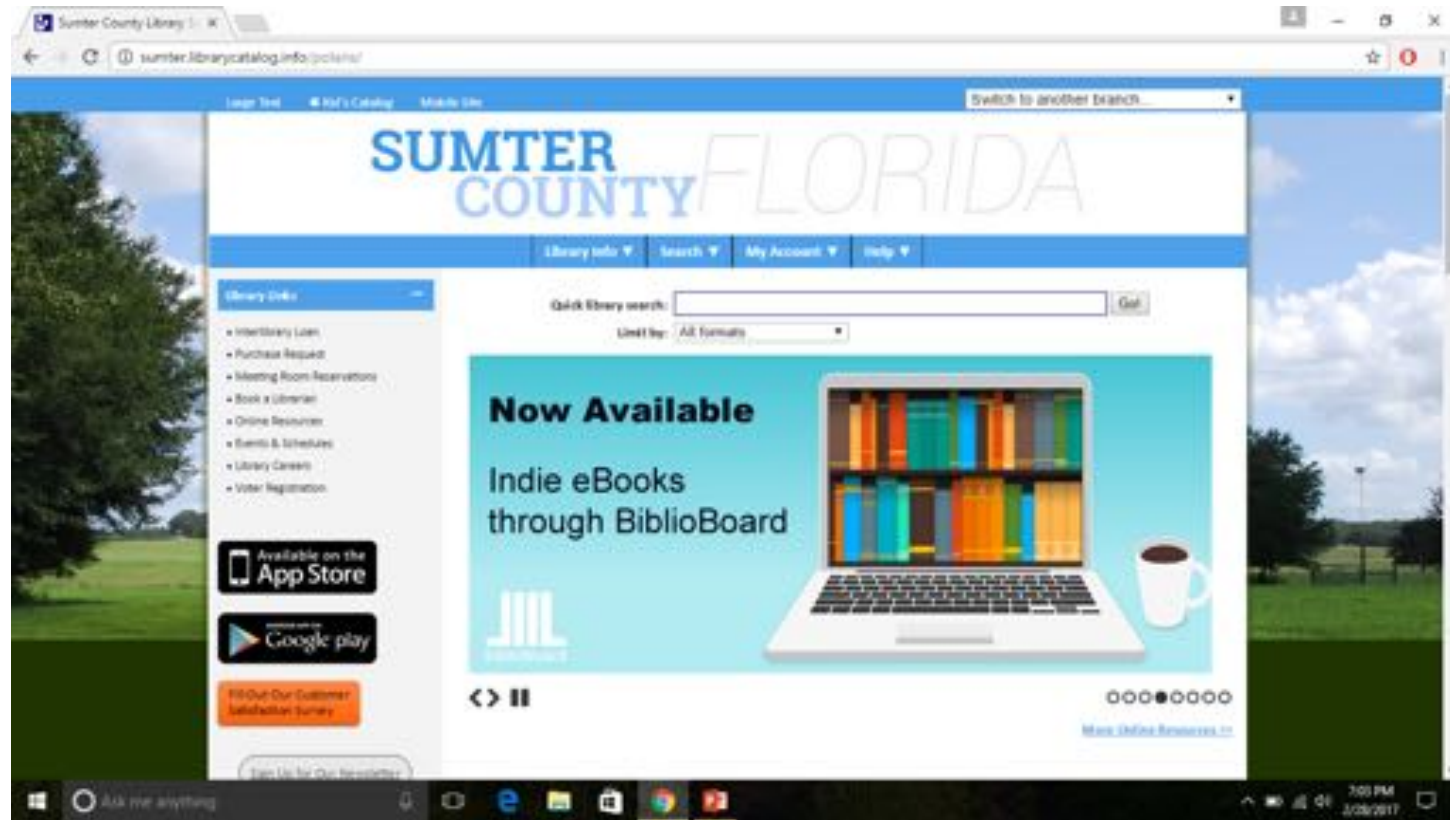 Sumter County Library
sumter.librarycatalog.info/polaris/
Large Text Kid's Catalog Mobile Site
Switch to another branch...
SUMTER
COUNTY FLORIDA
Library Info ▼ Search ▼ My Account ▼ Help ▼
Library Links
Quick library search: Go!
Limit by: All formats
• Interlibrary Loan
• Purchase Request
• Meeting Room Reservations
• Book a Librarian
• Online Resources
• Events & Schedules
• Library Careers
• Voter Registration
Now Available
Indie eBooks
through BiblioBoard
Available on the
App Store
Google play
Fill Out Our Customer
Satisfaction Survey
More Online Resources >>
Sign Up for Our Newsletter
Ask me anything
7:03 PM
2/28/2017